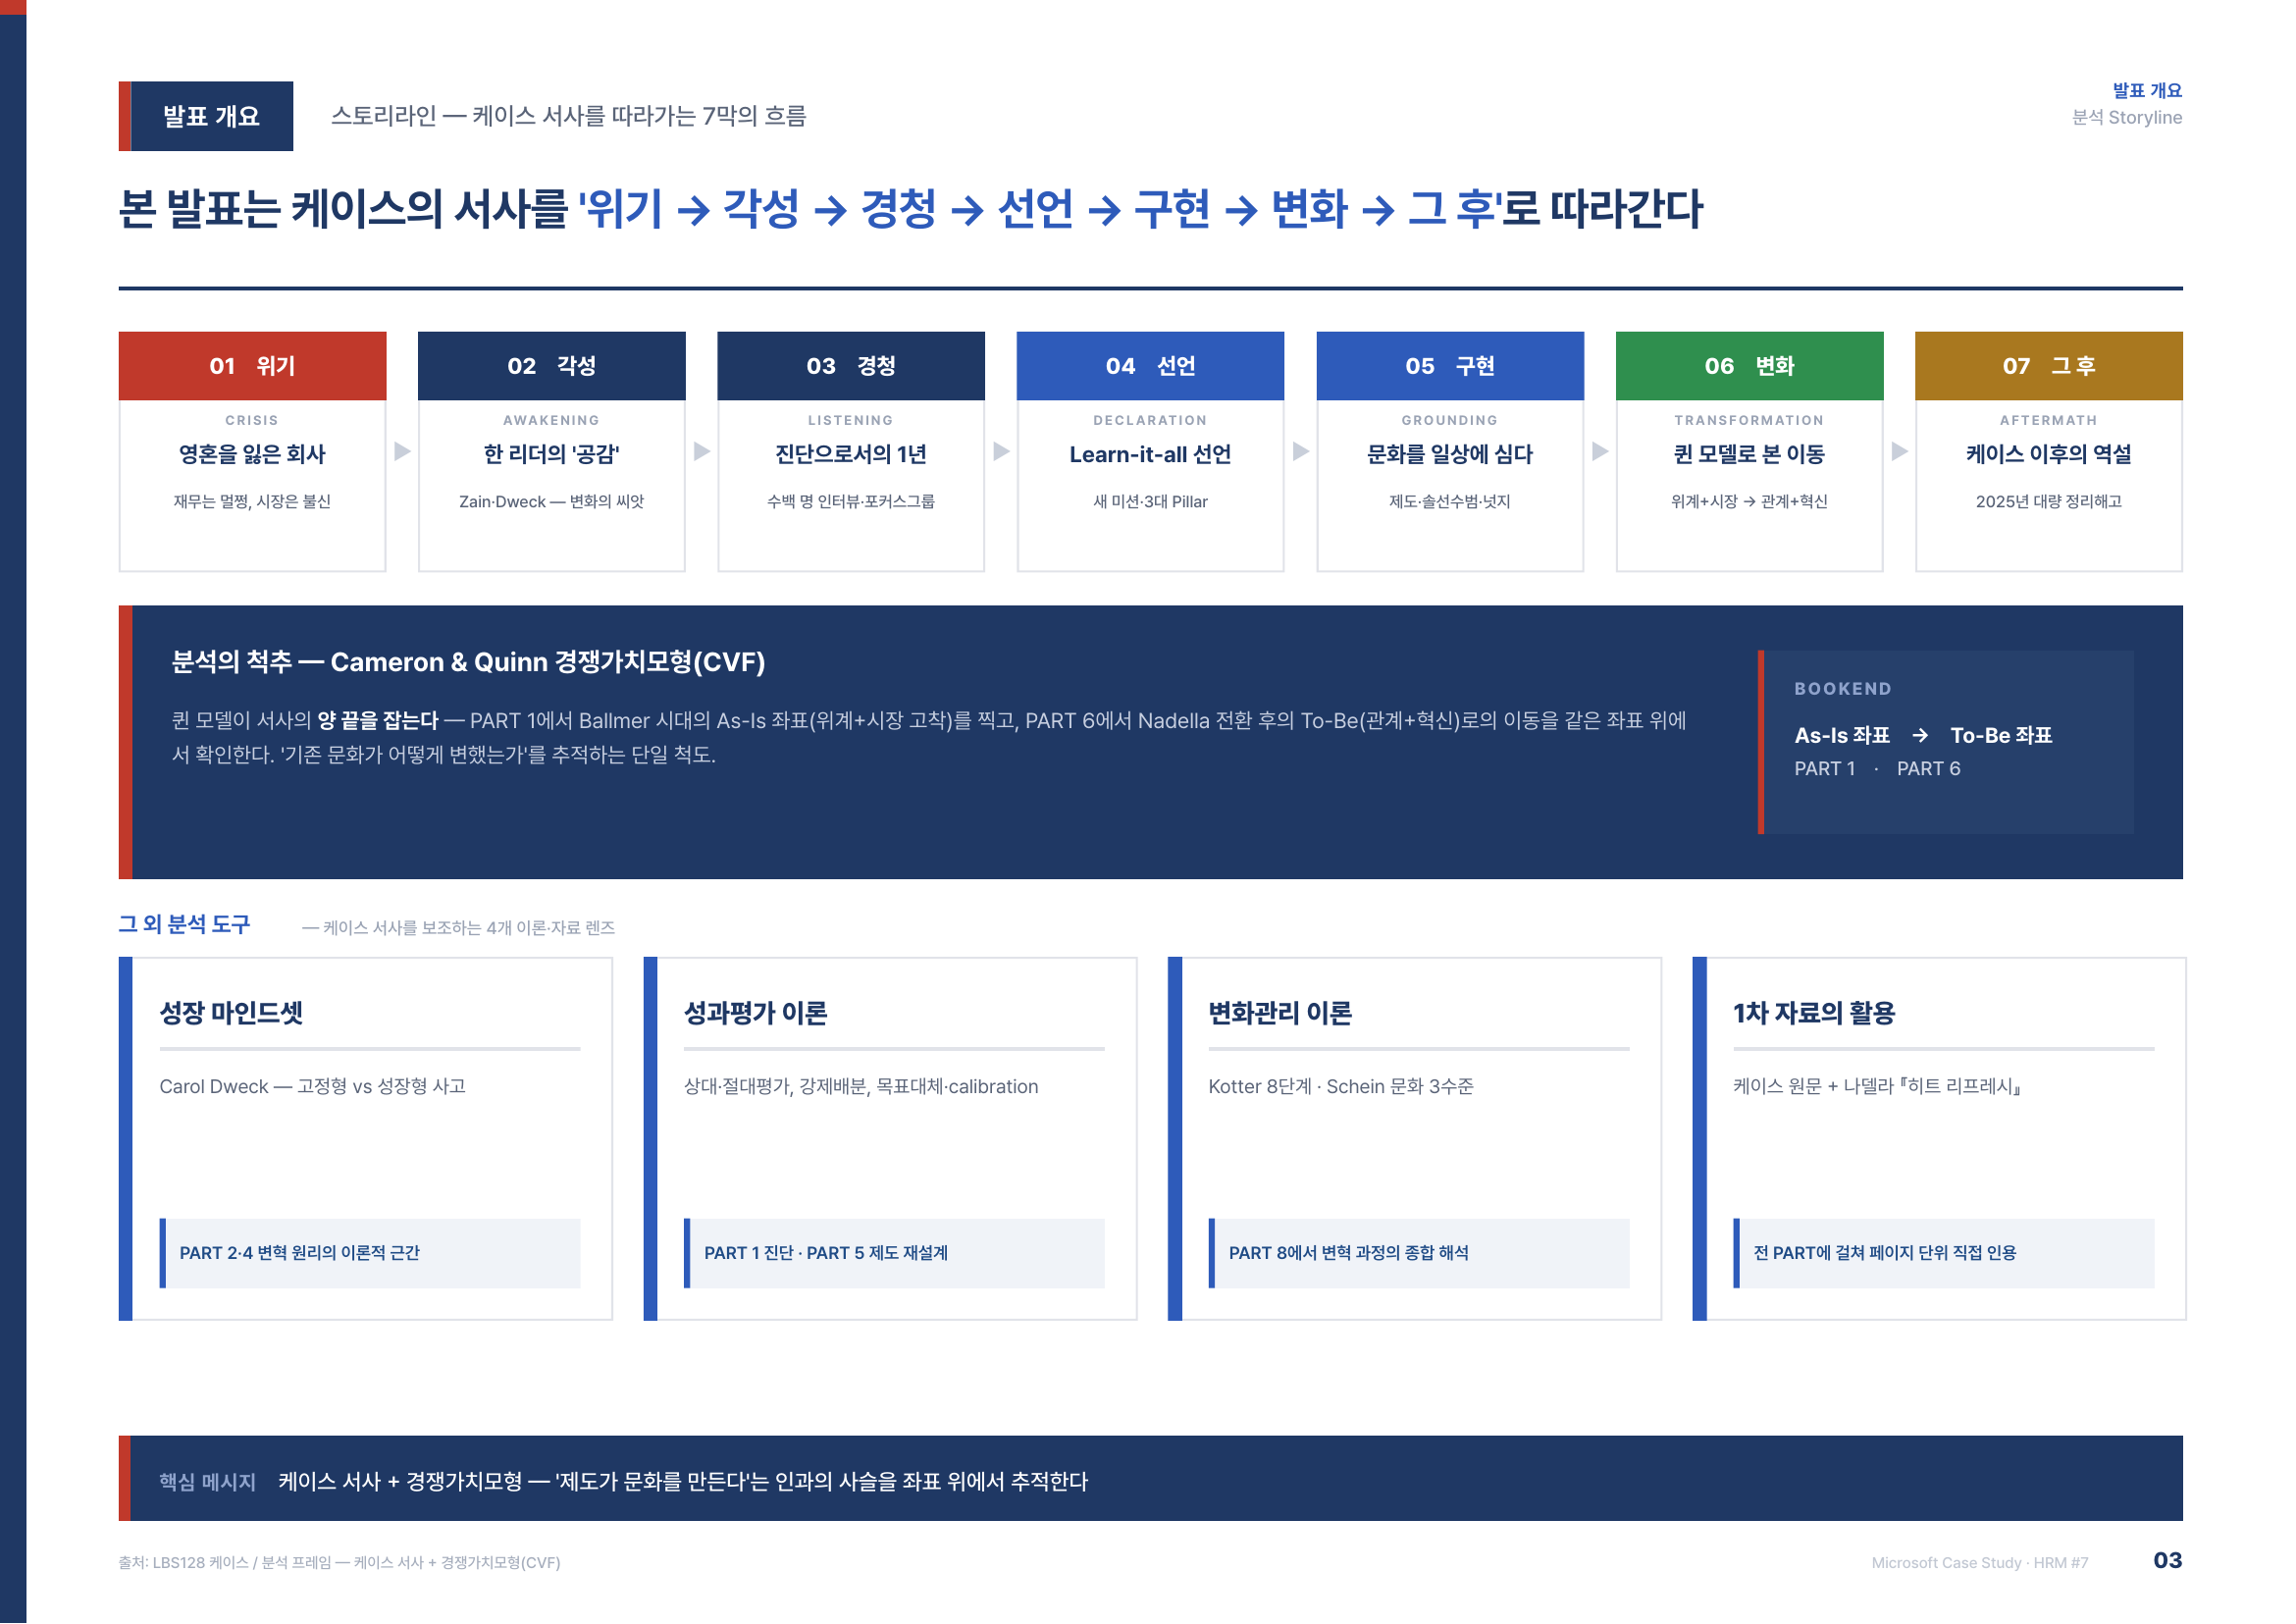 발표 개요
스토리라인 — 케이스 서사를 따라가는 7막의 흐름
발표 개요
분석 Storyline
본 발표는 케이스의 서사를 '위기 → 각성 → 경청 → 선언 → 구현 → 변화 → 그 후'로 따라간다
01 위기
CRISIS
영혼을 잃은 회사
재무는 멀쩡, 시장은 불신
▶
02 각성
AWAKENING
한 리더의 '공감'
Zain·Dweck — 변화의 씨앗
▶
03 경청
LISTENING
진단으로서의 1년
수백 명 인터뷰·포커스그룹
▶
04 선언
DECLARATION
Learn-it-all 선언
새 미션·3대 Pillar
▶
05 구현
GROUNDING
문화를 일상에 심다
제도·솔선수범·넛지
▶
06 변화
TRANSFORMATION
퀸 모델로 본 이동
위계+시장 → 관계+혁신
▶
07 그 후
AFTERMATH
케이스 이후의 역설
2025년 대량 정리해고
분석의 척추 — Cameron & Quinn 경쟁가치모형(CVF)
퀸 모델이 서사의 양 끝을 잡는다 — PART 1에서 Ballmer 시대의 As-Is 좌표(위계+시장 고착)를 찍고, PART 6에서 Nadella 전환 후의 To-Be(관계+혁신)로의 이동을 같은 좌표 위에
서 확인한다. '기존 문화가 어떻게 변했는가'를 추적하는 단일 척도.
BOOKEND
As-Is 좌표 → To-Be 좌표
PART 1 · PART 6
그 외 분석 도구 — 케이스 서사를 보조하는 4개 이론·자료 렌즈
성장 마인드셋
Carol Dweck — 고정형 vs 성장형 사고
PART 2·4 변혁 원리의 이론적 근간
성과평가 이론
상대·절대평가, 강제배분, 목표대체·calibration
PART 1 진단 · PART 5 제도 재설계
변화관리 이론
Kotter 8단계 · Schein 문화 3수준
PART 8에서 변혁 과정의 종합 해석
1차 자료의 활용
케이스 원문 + 나델라 『히트 리프레시』
전 PART에 걸쳐 페이지 단위 직접 인용
핵심 메시지 케이스 서사 + 경쟁가치모형 — '제도가 문화를 만든다'는 인과의 사슬을 좌표 위에서 추적한다
출처: LBS128 케이스 / 분석 프레임 — 케이스 서사 + 경쟁가치모형(CVF)
Microsoft Case Study · HRM #7
03